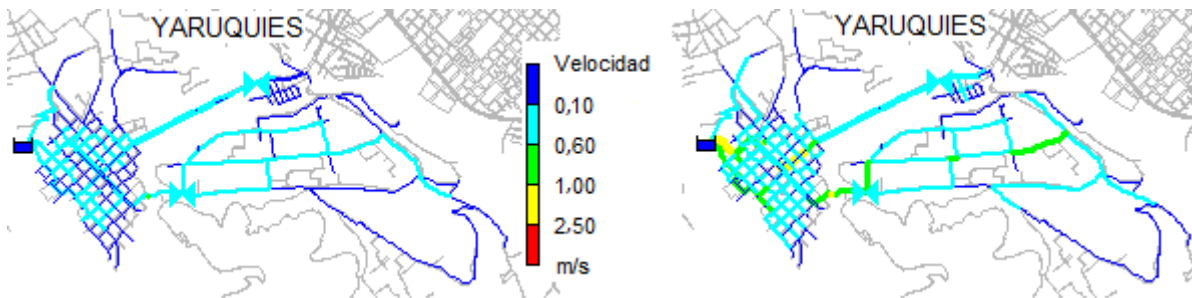 YARUQUIES
Velocidad
0,10
0,60
1.00
2.50
m/s
YARUQUIES